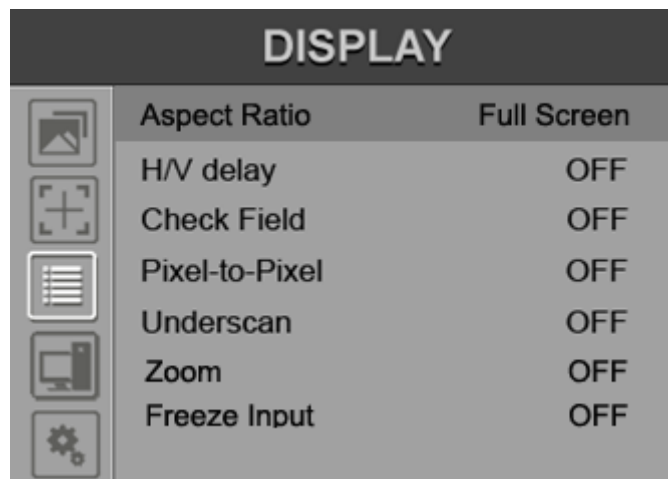 DISPLAY
Aspect Ratio Full Screen
H/V delay OFF
Check Field OFF
Pixel-to-Pixel OFF
Underscan OFF
Zoom OFF
Freeze Input OFF